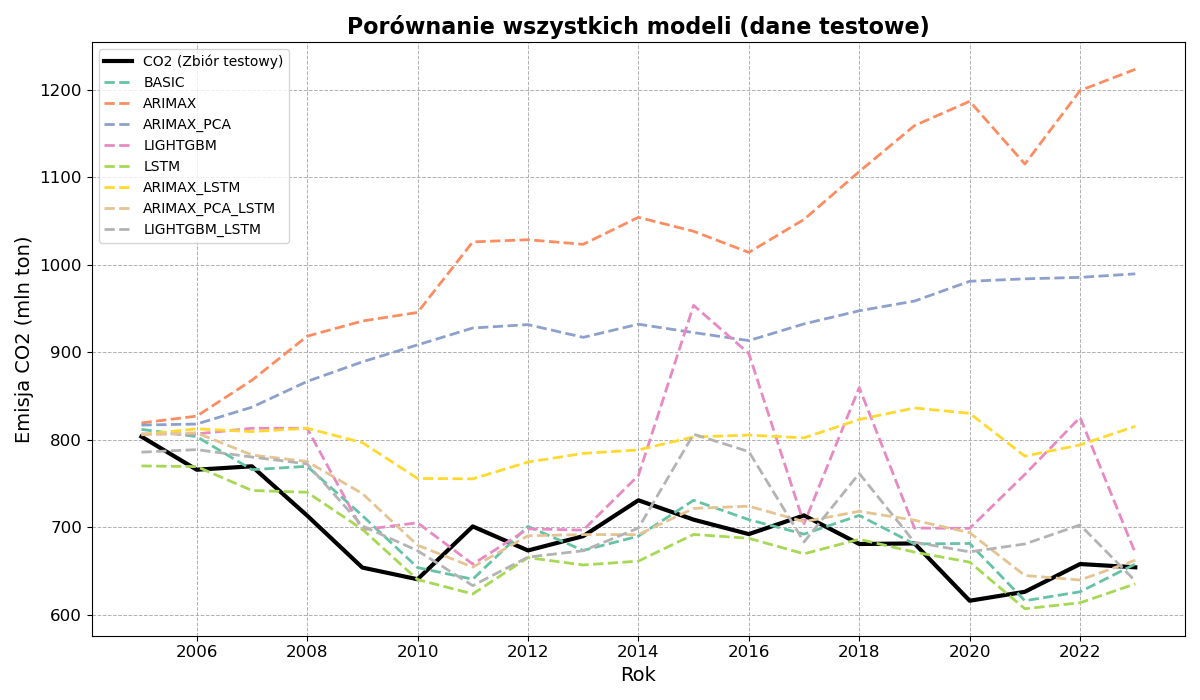 Porównanie wszystkich modeli (dane testowe)
CO2 (Zbiór testowy)
BASIC
ARIMAX
ARIMAX_PCA
LIGHTGBM
LSTM
ARIMAX_LSTM
ARIMAX_PCA_LSTM
LIGHTGBM_LSTM
Emisja CO2 (mln ton)
1200
1100
1000
900
800
700
600
2006 2008 2010 2012 2014 2016 2018 2020 2022
Rok